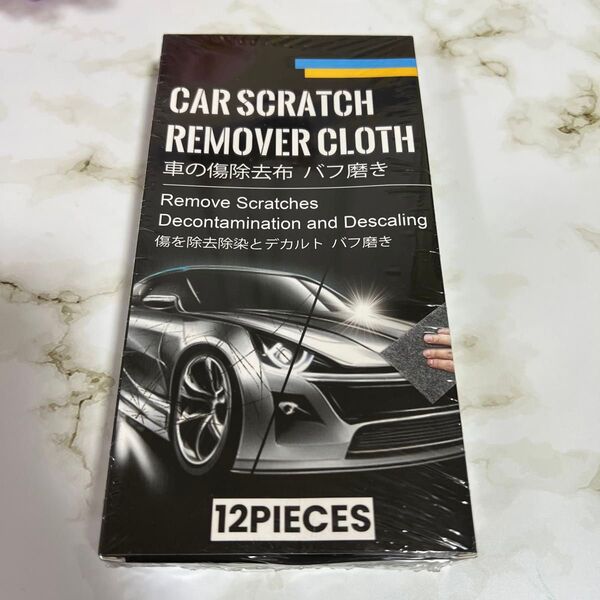 CAR SCRATCH
REMOVER CLOTH
車の傷除去布 バフ磨き
Remove Scratches
Decontamination and Descaling
傷を除去除染とデカルト バフ磨き
12PIECES